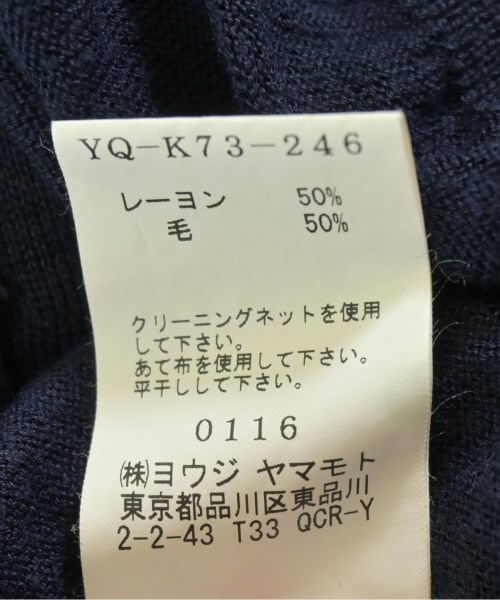 YQ-K73-246
レーヨン 50%
毛 50%
クリーニングネットを使用
して下さい。
あて布を使用して下さい。
平干しして下さい。
0116
㈱ヨウジ ヤマモト
東京都品川区東品川
2-2-43 T33 QCR-Y